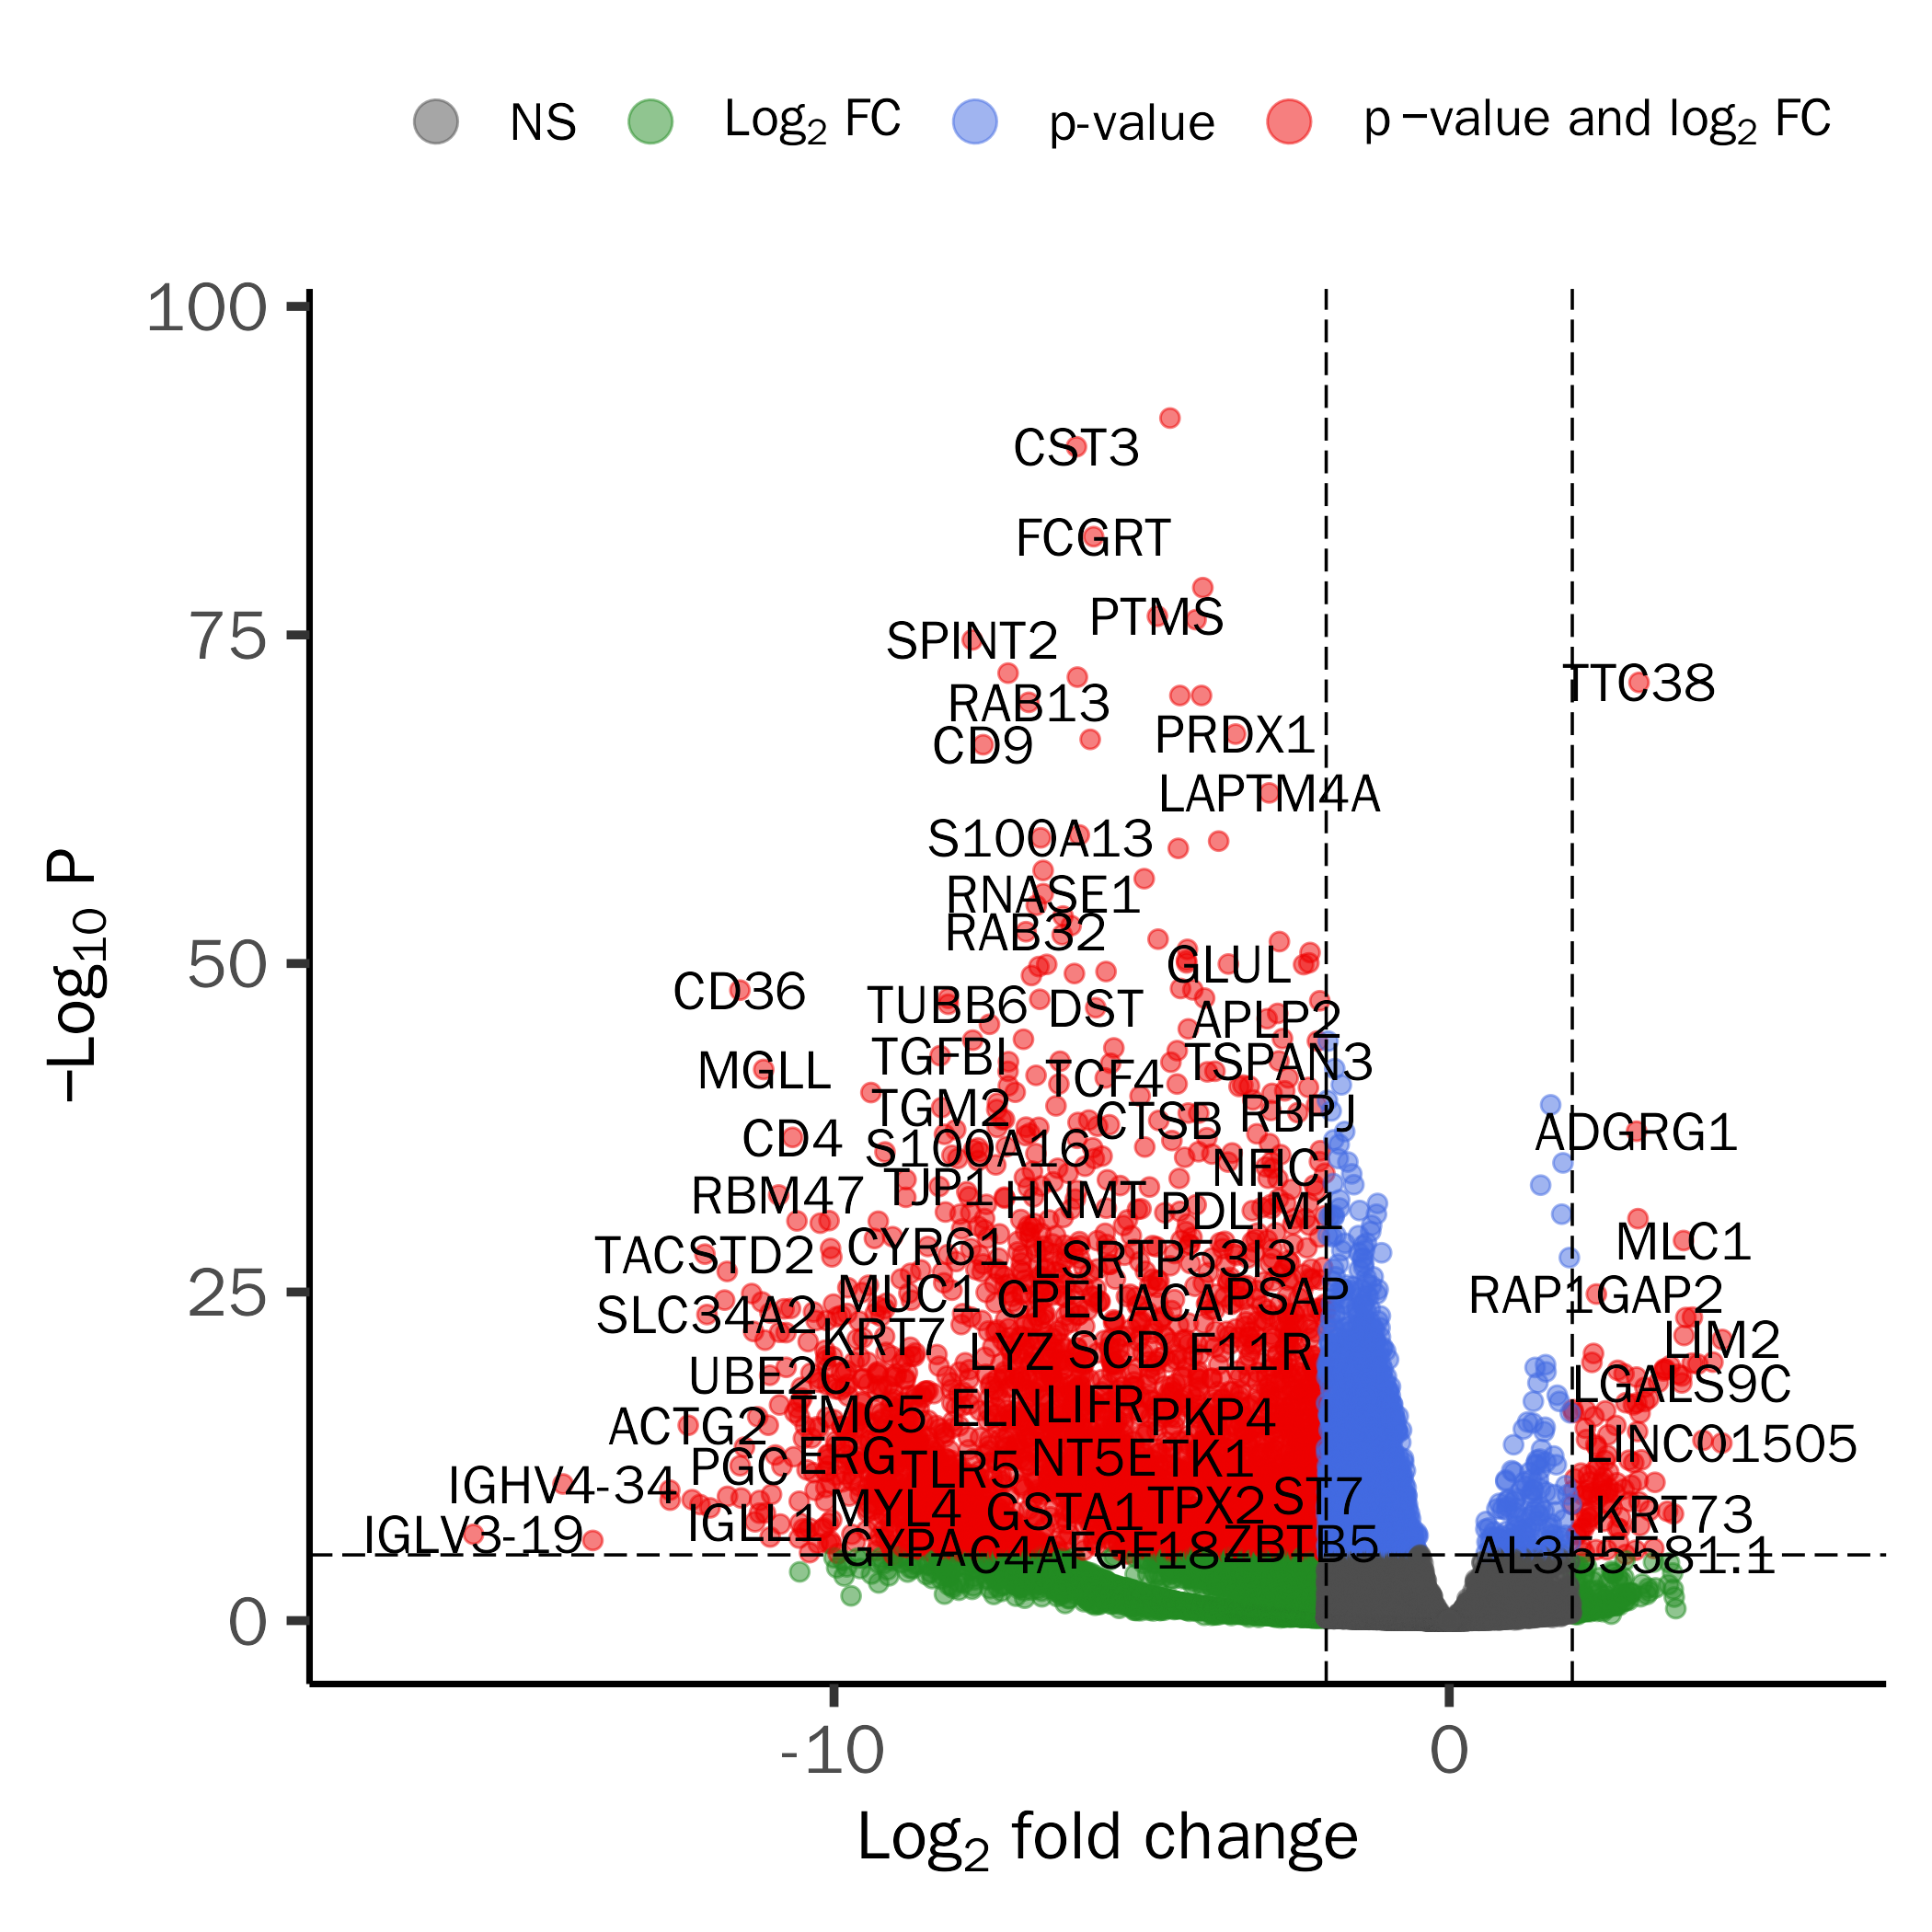 NS Log2 FC p-value p −value and log2 FC
100
CST3
FCGRT
75
PTMS
SPINT2
TTC38
RAB13
PRDX1
CD9
LAPTM4A
S100A13
RNASE1
RAB32
50
GLUL
CD36
TUBB6 DST
APLP2
TGFBI
TSPAN3
MGLL
TCF4
TGM2
RBPJ
CTSB
ADGRG1
CD4
S100A16
NFIC
TJP1
RBM47
HNMT
PDLIM1
MLC1
CYR61
TACSTD2
LSR TP53I3
25
MUC1
RAP1GAP2
CPE UACA PSAP
SLC34A2
KRT7
LIM2
LYZ SCD F11R
UBE2C
LGALS9C
ELN LIFR
TMC5
PKP4
ACTG2
LINC01505
ERG
NT5E TK1
PGC
TLR5
IGHV4-34
ST7
MYL4
TPX2
GSTA1
KRT73
IGLL1
IGLV3-19
ZBTB5
GYPA C4A FGF18
AL355581.1
0
−Log10 P
-10 0
Log2 fold change